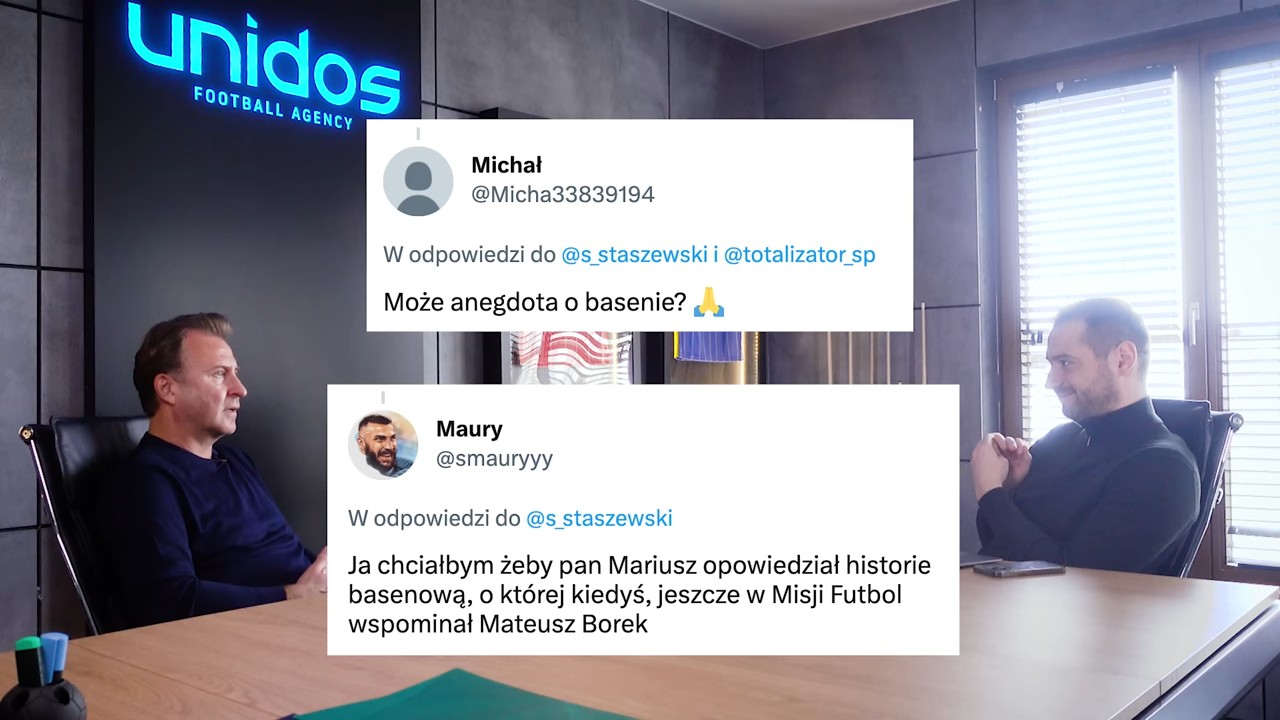 unidos
FOOTBALL AGENCY
Michał
@Micha33839194
W odpowiedzi do @s_staszewski i @totalizator_sp
Może anegdota o basenie? 🙏
Maury
@smauryyy
W odpowiedzi do @s_staszewski
Ja chciałbym żeby pan Mariusz opowiedział historie
basenową, o której kiedyś, jeszcze w Misji Futbol
wspominał Mateusz Borek